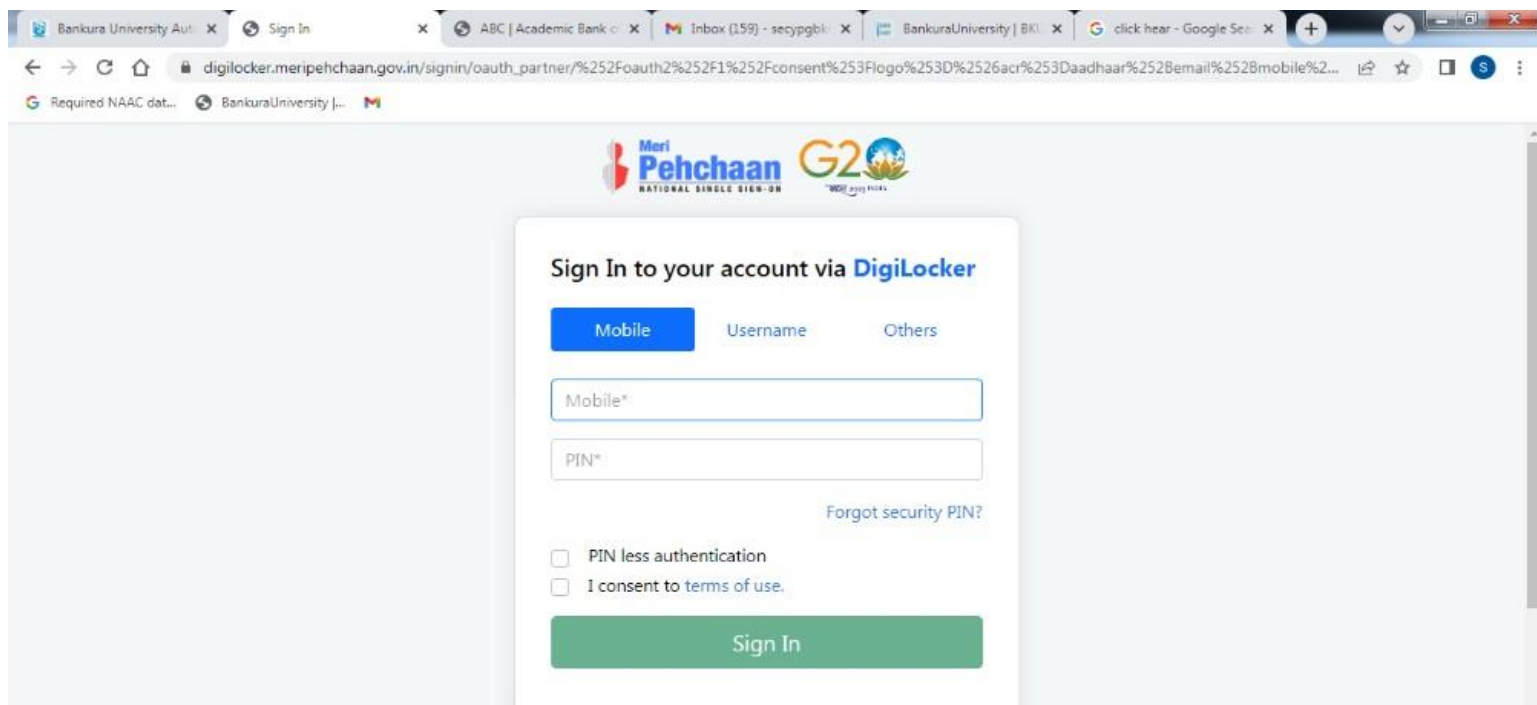 Bankura University Aut
Sign In
ABC | Academic Bank o
Inbox (159) - secypgbk
BankuraUniversity | BKU
click hear - Google Sea
digilocker.meripehchaan.gov.in/signin/oauth_partner/%252Foauth2%252F1%252Fconsent%253Flogo%253D%2526acr%253Daadhaar%252Bemail%252Bmobile%2...
S
Required NAAC dat...
BankuraUniversity |...
Meri
Pehchaan
NATIONAL SINGLE SIGN-ON
G20
2023 INDIA
Sign In to your account via DigiLocker
Mobile
Username
Others
Mobile*
PIN*
Forgot security PIN?
PIN less authentication
I consent to terms of use.
Sign In